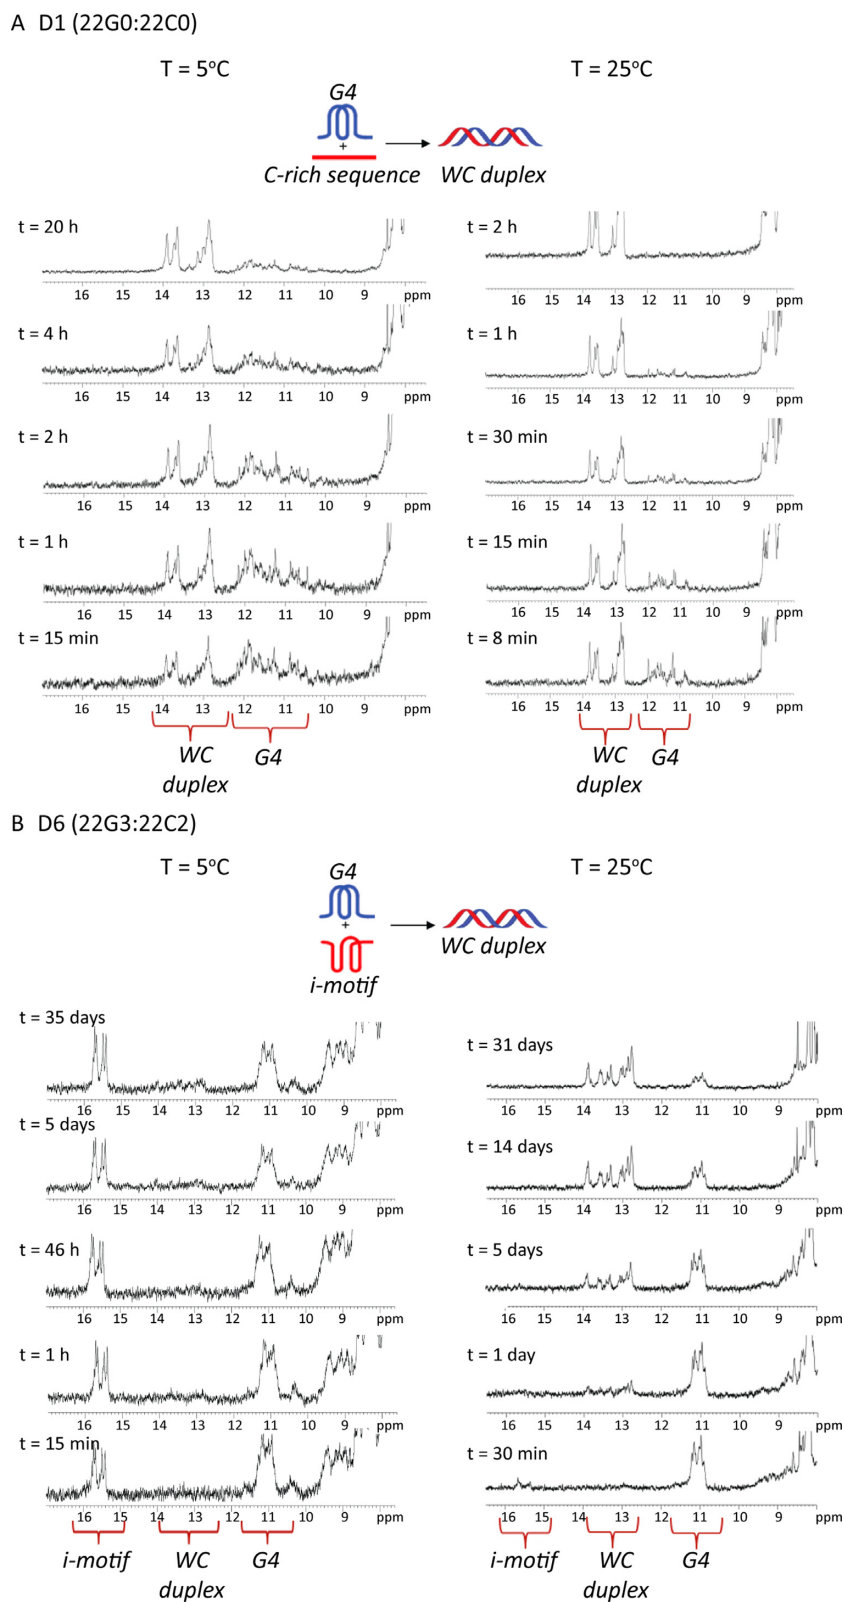 A D1 (22G0:22C0)
T = 5°C
T = 25°C
G4
+
C-rich sequence
WC duplex
t = 20 h
16 15 14 13 12 11 10 9 ppm
t = 4 h
16 15 14 13 12 11 10 9 ppm
t = 2 h
16 15 14 13 12 11 10 9 ppm
t = 1 h
16 15 14 13 12 11 10 9 ppm
t = 15 min
16 15 14 13 12 11 10 9 ppm
WC
duplex
G4
t = 2 h
16 15 14 13 12 11 10 9 ppm
t = 1 h
16 15 14 13 12 11 10 9 ppm
t = 30 min
16 15 14 13 12 11 10 9 ppm
t = 15 min
16 15 14 13 12 11 10 9 ppm
t = 8 min
16 15 14 13 12 11 10 9 ppm
WC
duplex
G4
B D6 (22G3:22C2)
T = 5°C
T = 25°C
G4
+
i-motif
WC duplex
t = 35 days
16 15 14 13 12 11 10 9 ppm
t = 5 days
16 15 14 13 12 11 10 9 ppm
t = 46 h
16 15 14 13 12 11 10 9 ppm
t = 1 h
16 15 14 13 12 11 10 9 ppm
t = 15 min
16 15 14 13 12 11 10 9 ppm
i-motif
WC
duplex
G4
t = 31 days
16 15 14 13 12 11 10 9 ppm
t = 14 days
16 15 14 13 12 11 10 9 ppm
t = 5 days
16 15 14 13 12 11 10 9 ppm
t = 1 day
16 15 14 13 12 11 10 9 ppm
t = 30 min
16 15 14 13 12 11 10 9 ppm
i-motif
WC
duplex
G4